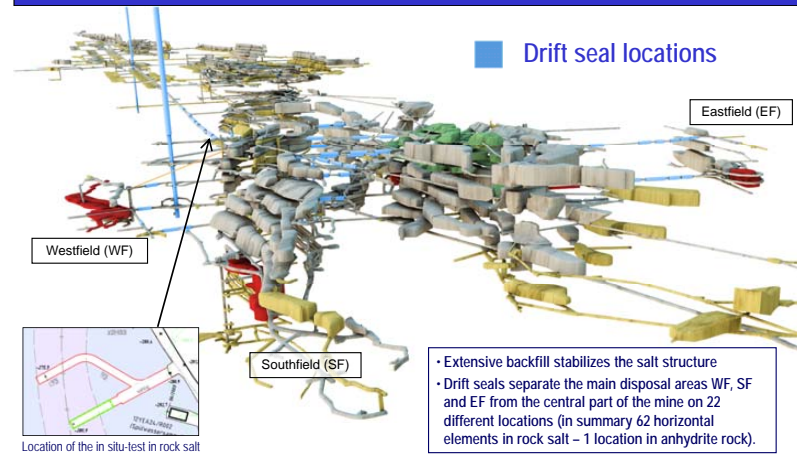 Drift seal locations
Eastfield (EF)
Westfield (WF)
Southfield (SF)
Location of the in situ-test in rock salt
• Extensive backfill stabilizes the salt structure
• Drift seals separate the main disposal areas WF, SF
and EF from the central part of the mine on 22
different locations (in summary 62 horizontal
elements in rock salt – 1 location in anhydrite rock).